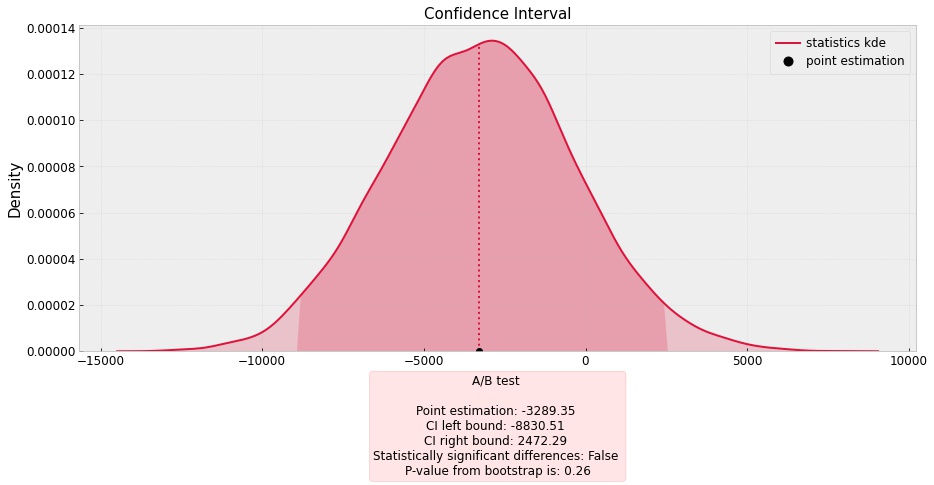 Confidence Interval
statistics kde
point estimation
Density
0.00014
0.00012
0.00010
0.00008
0.00006
0.00004
0.00002
0.00000
−15000 −10000 −5000 0 5000 10000
A/B test
Point estimation: -3289.35
CI left bound: -8830.51
CI right bound: 2472.29
Statistically significant differences: False
P-value from bootstrap is: 0.26